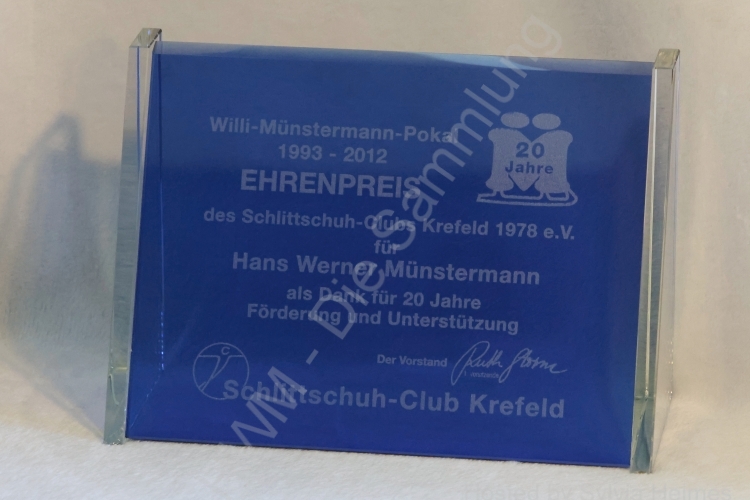 Willi-Münstermann-Pokal
1993 - 2012
20
Jahre
EHRENPREIS
des Schlittschuh-Clubs Krefeld 1978 e.V.
für
Hans Werner Münstermann
als Dank für 20 Jahre
Förderung und Unterstützung
Der Vorstand
Schlittschuh-Club Krefeld
WM - Die Sammlung